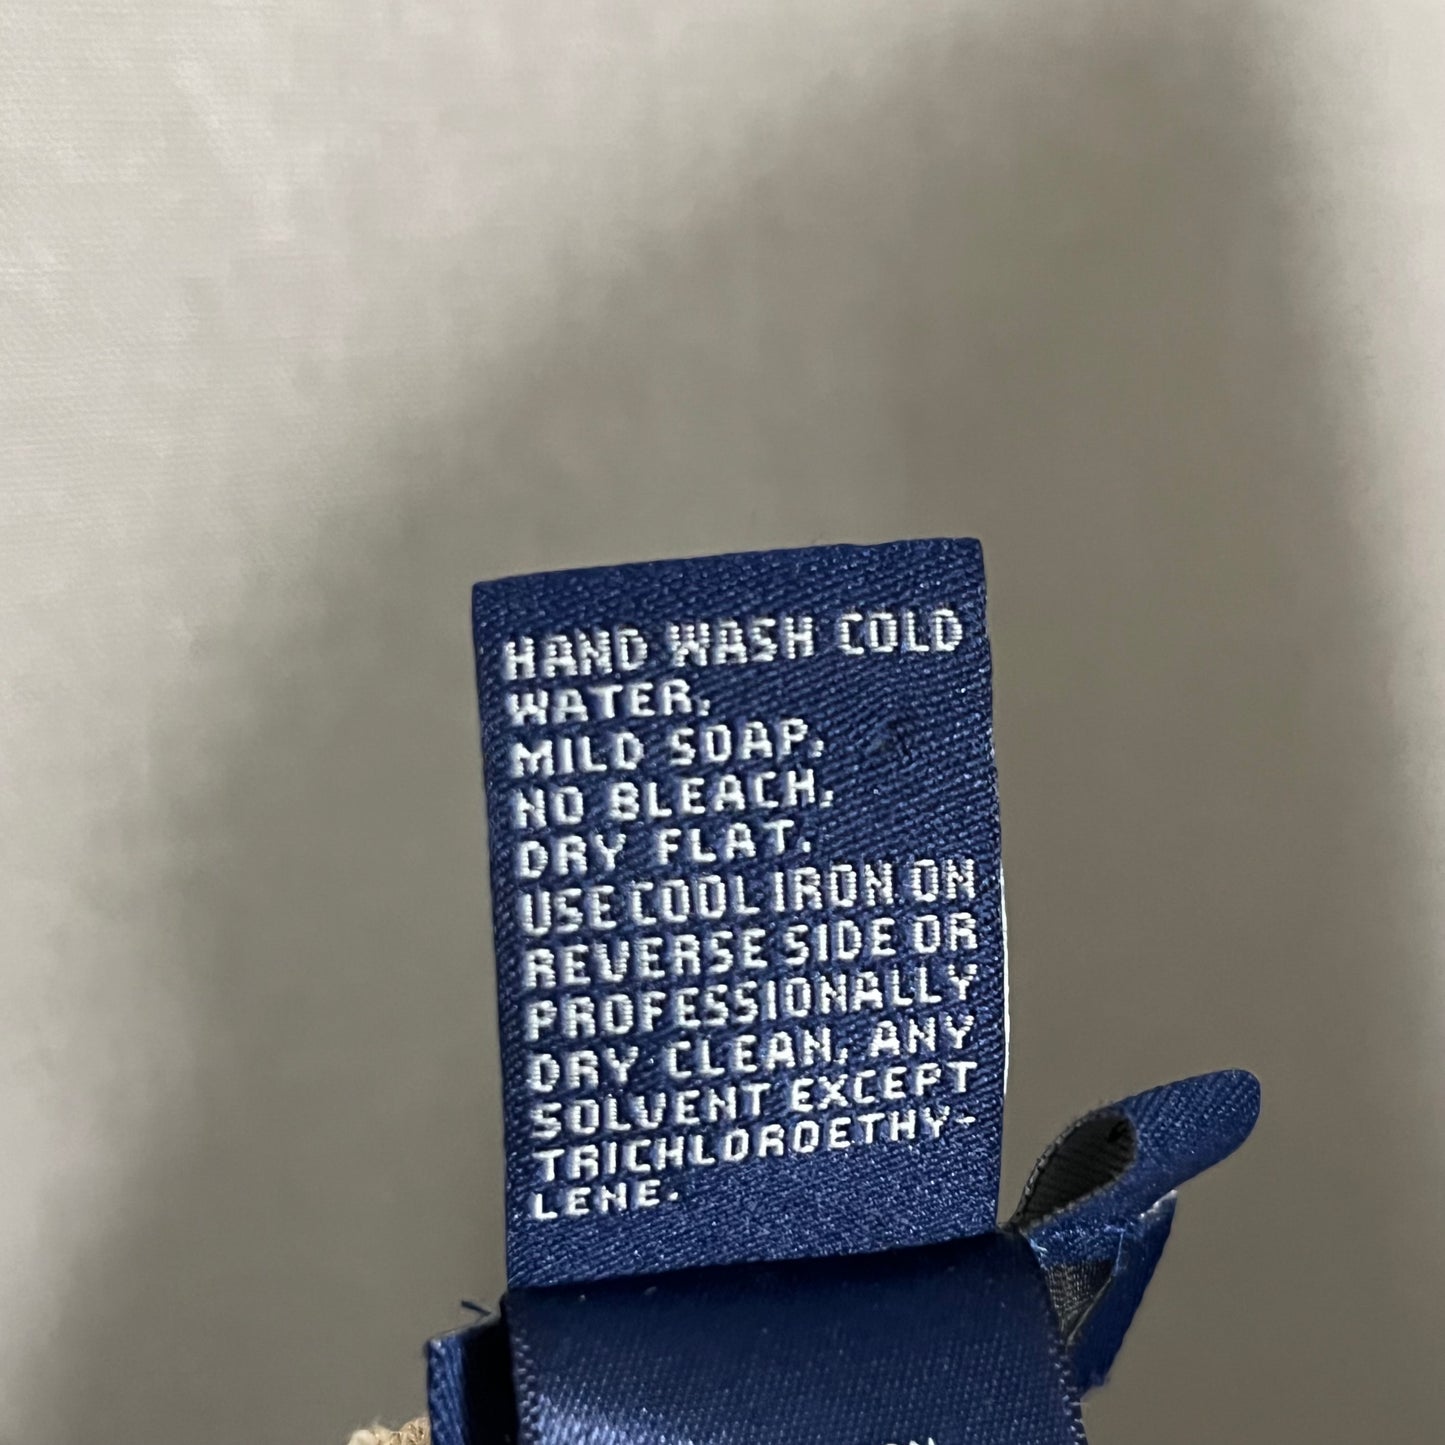 HAND WASH COLD
WATER,
MILD SOAP,
NO BLEACH,
DRY FLAT.
USE COOL IRON ON
REVERSE SIDE OR
PROFESSIONALLY
DRY CLEAN, ANY
SOLVENT EXCEPT
TRICHLOROETHY-
LENE.